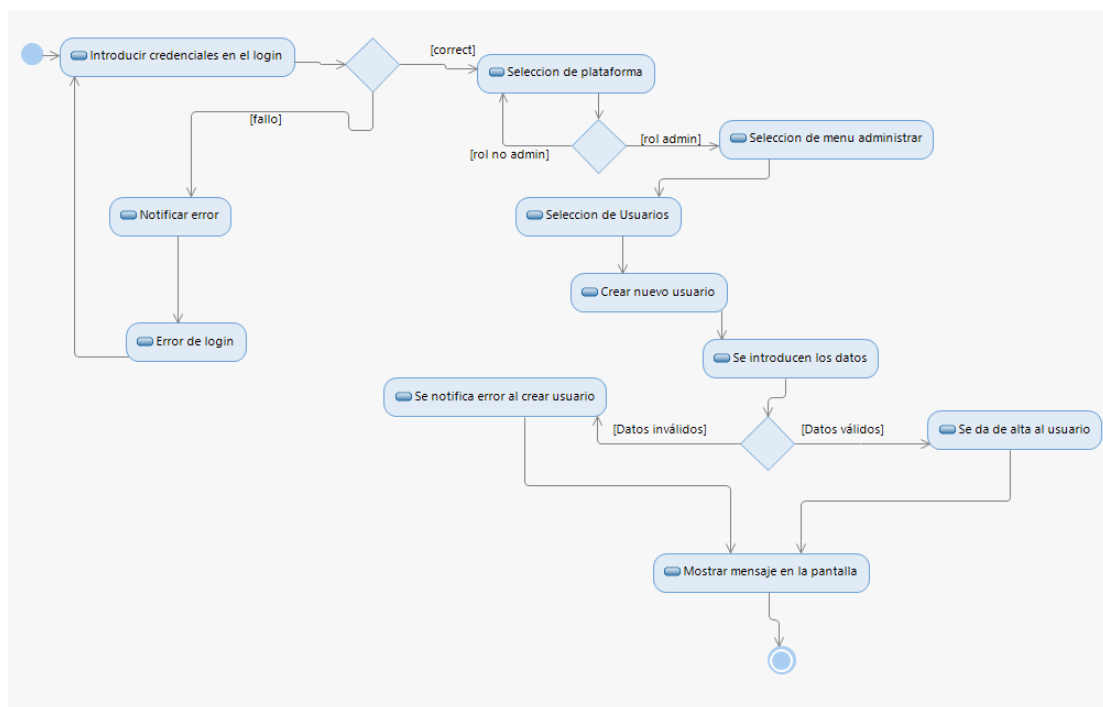 Introducir credenciales en el login
[correct]
Seleccion de plataforma
[fallo]
[rol no admin]
[rol admin]
Seleccion de menu administrar
Notificar error
Seleccion de Usuarios
Crear nuevo usuario
Error de login
Se introducen los datos
Se notifica error al crear usuario
[Datos inválidos]
[Datos válidos]
Se da de alta al usuario
Mostrar mensaje en la pantalla